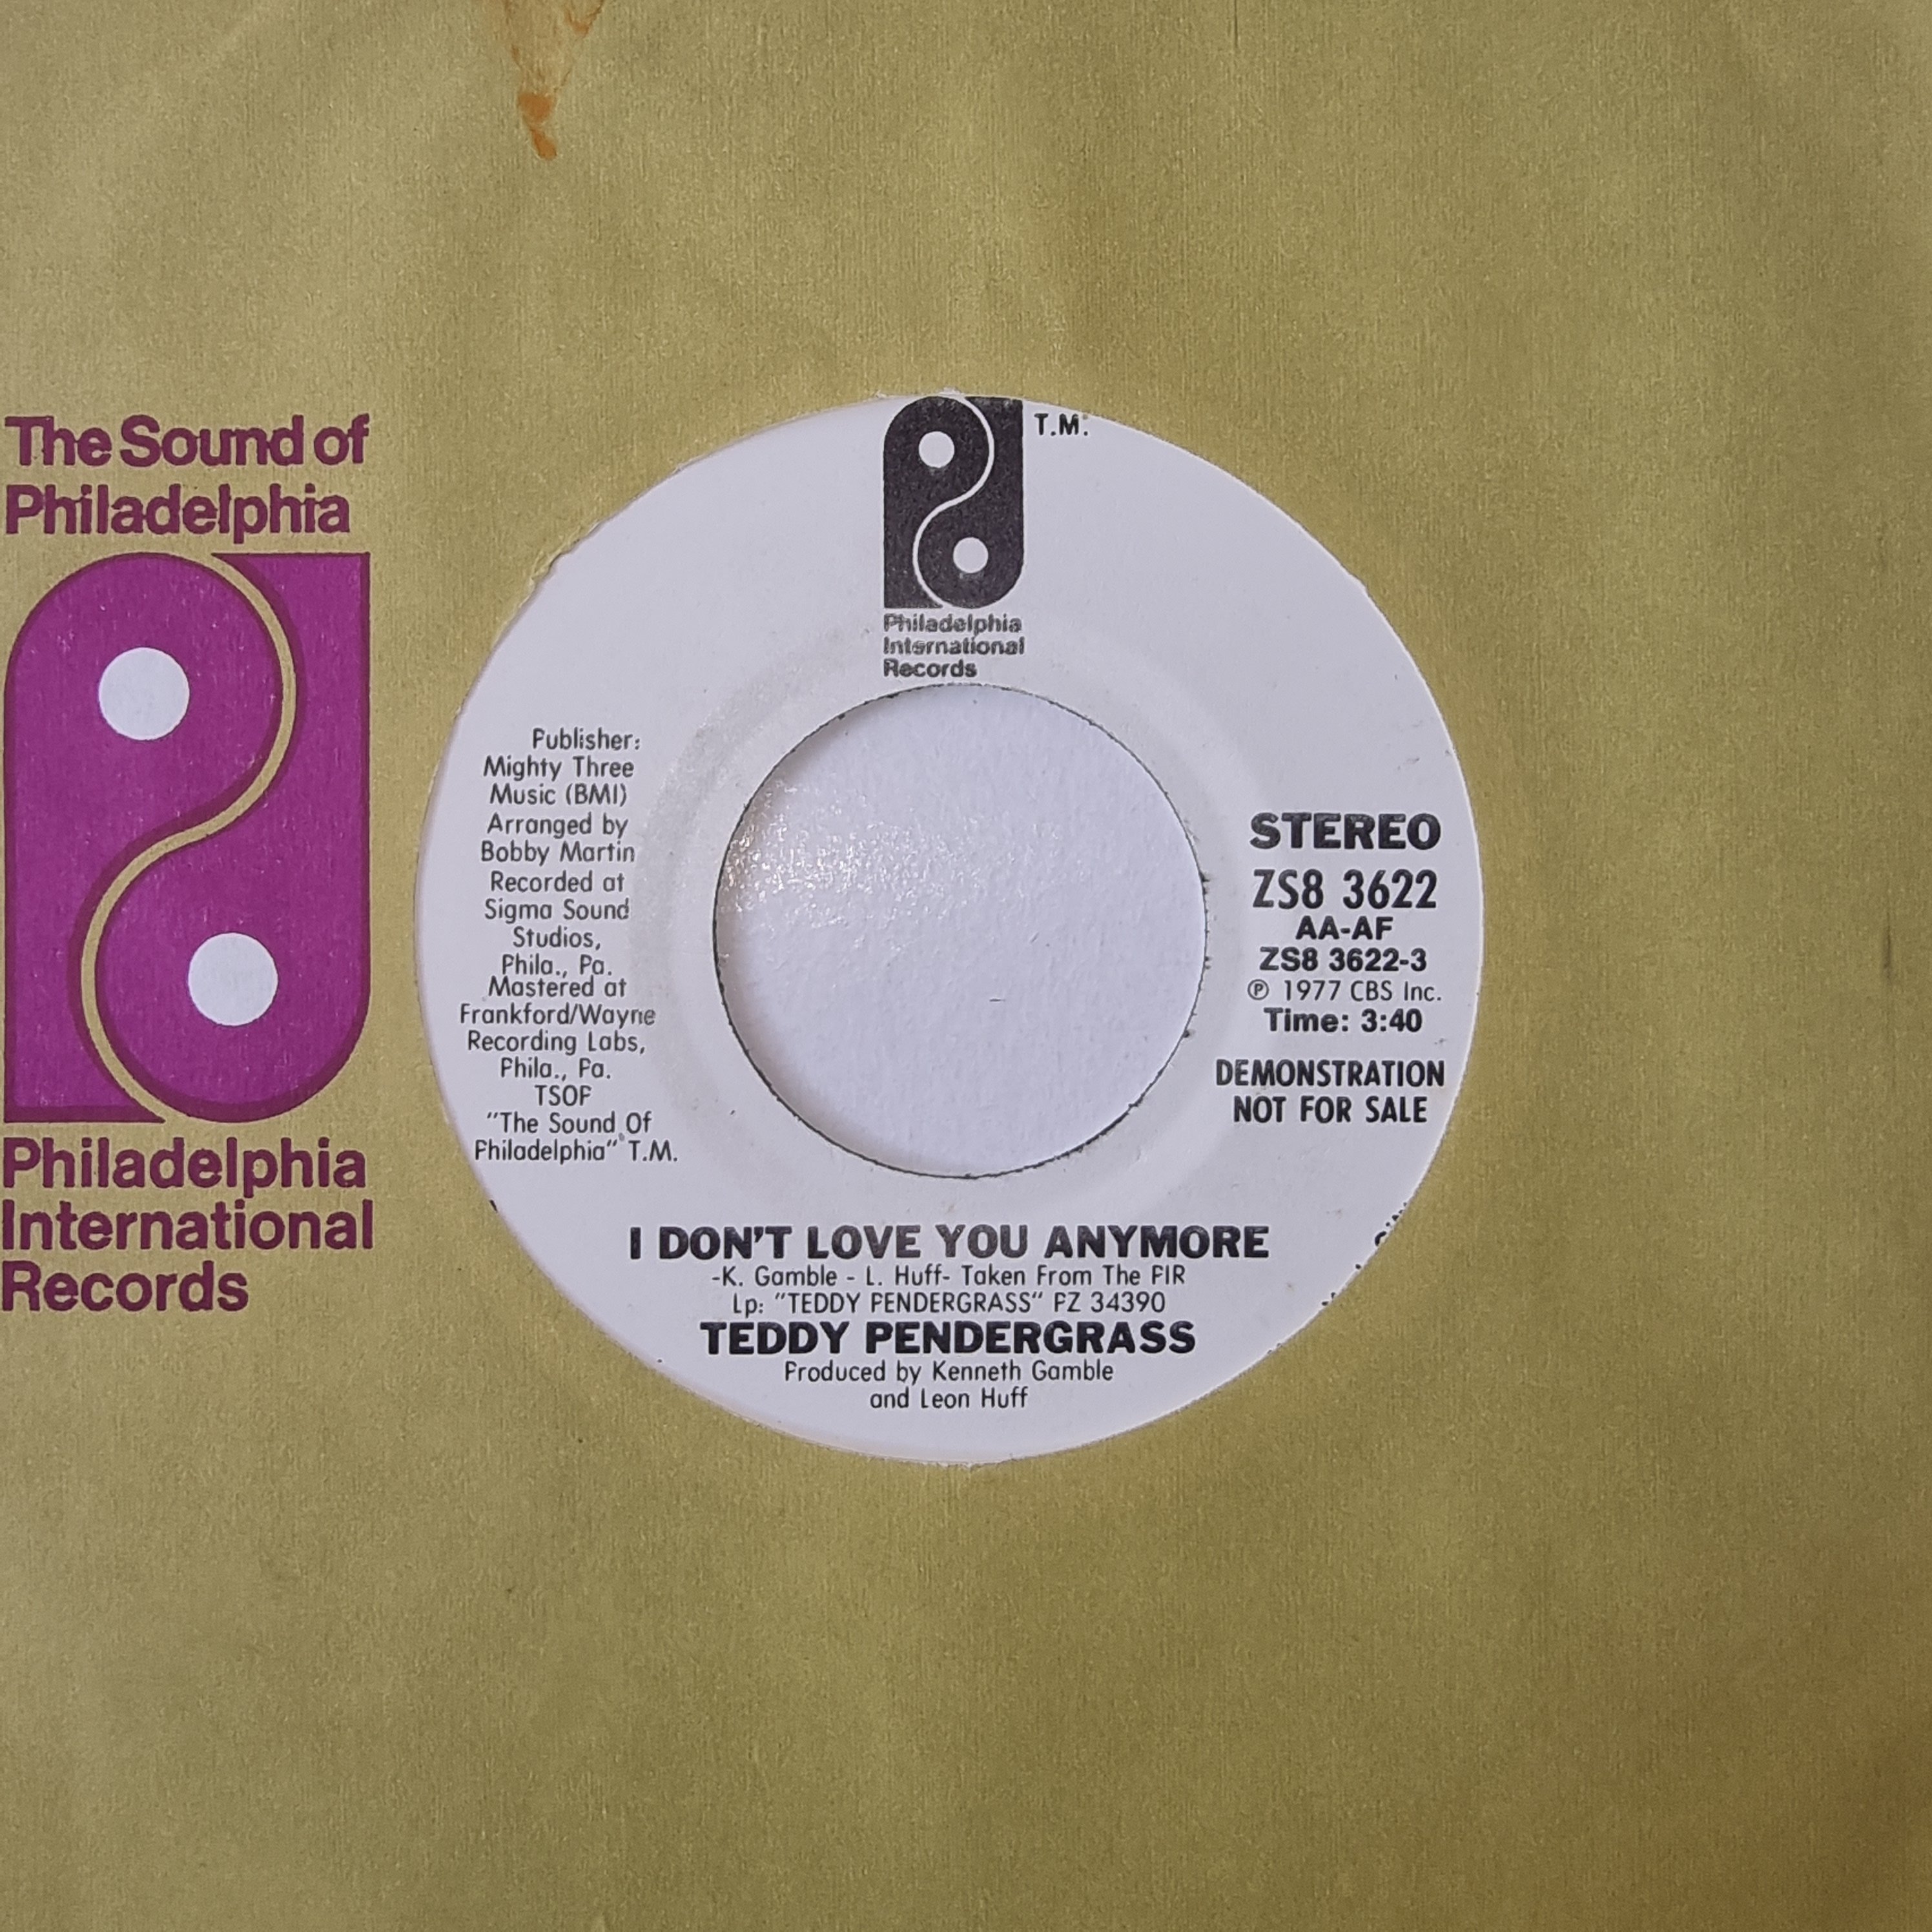 The Sound of
Philadelphia
Philadelphia
International
Records
T.M.
Philadelphia
International
Records
Publisher:
Mighty Three
Music (BMI)
Arranged by
Bobby Martin
Recorded at
Sigma Sound
Studios,
Phila., Pa.
Mastered at
Frankford/Wayne
Recording Labs,
Phila., Pa.
TSOP
"The Sound Of
Philadelphia" T.M.
STEREO
ZS8 3622
AA-AF
ZS8 3622-3
℗ 1977 CBS Inc.
Time: 3:40
DEMONSTRATION
NOT FOR SALE
I DON'T LOVE YOU ANYMORE
-K. Gamble - L. Huff- Taken From The PIR
Lp: "TEDDY PENDERGRASS" PZ 34390
TEDDY PENDERGRASS
Produced by Kenneth Gamble
and Leon Huff